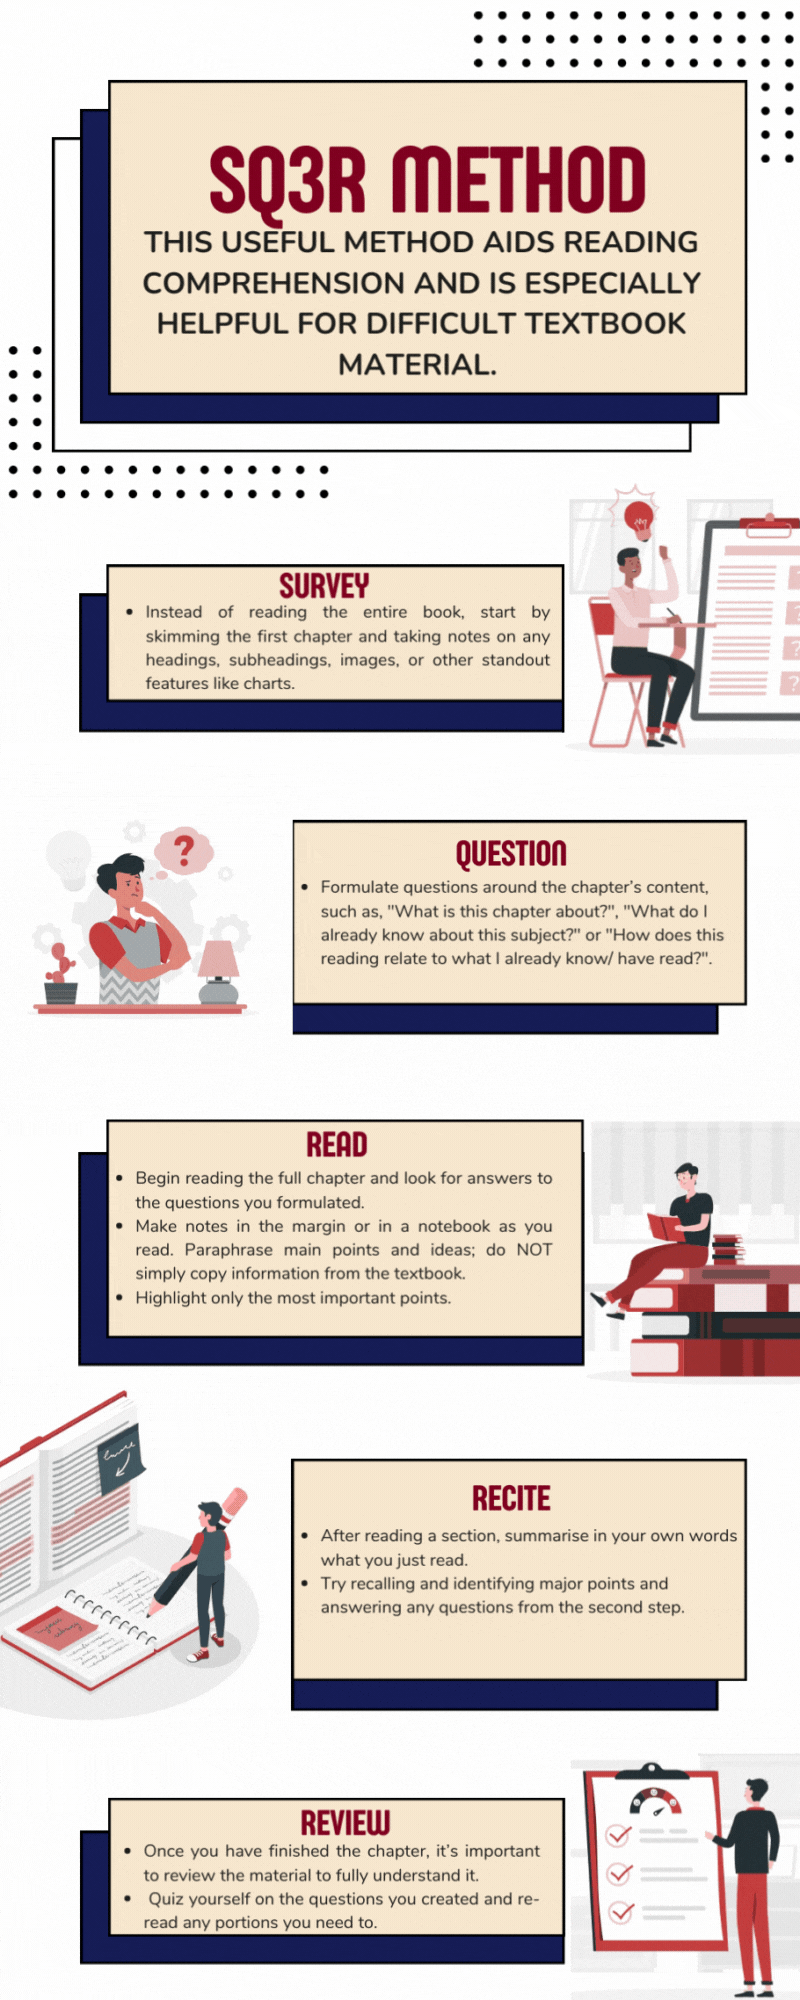 SQ3R METHOD
THIS USEFUL METHOD AIDS READING
COMPREHENSION AND IS ESPECIALLY
HELPFUL FOR DIFFICULT TEXTBOOK
MATERIAL.
SURVEY
• Instead of reading the entire book, start by
skimming the first chapter and taking notes on any
headings, subheadings, images, or other standout
features like charts.
?
?
?
QUESTION
• Formulate questions around the chapter's content,
such as, "What is this chapter about?", "What do I
already know about this subject?" or "How does this
reading relate to what I already know/ have read?".
READ
• Begin reading the full chapter and look for answers to
the questions you formulated.
• Make notes in the margin or in a notebook as you
read. Paraphrase main points and ideas; do NOT
simply copy information from the textbook.
• Highlight only the most important points.
RECITE
• After reading a section, summarise in your own words
what you just read.
• Try recalling and identifying major points and
answering any questions from the second step.
REVIEW
• Once you have finished the chapter, it's important
to review the material to fully understand it.
• Quiz yourself on the questions you created and re-
read any portions you need to.